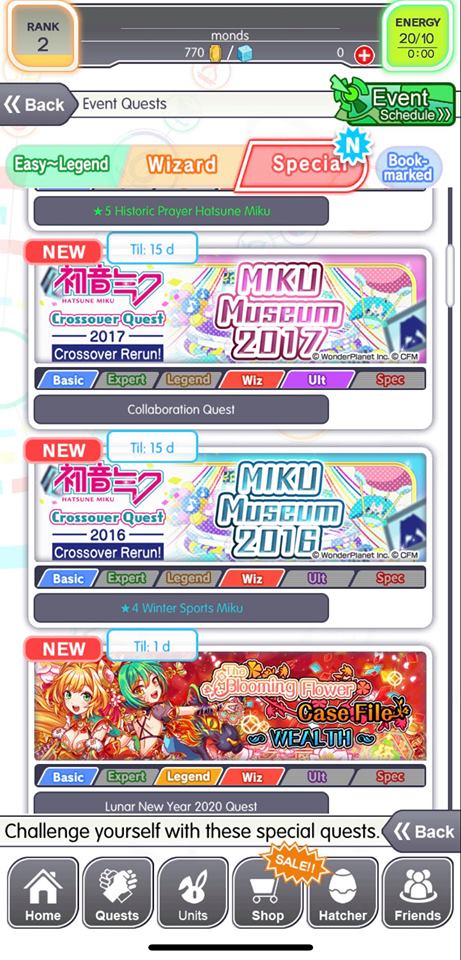 RANK
2
monds
770 / 0
ENERGY
20/10
0:00
Back
Event Quests
Event
Schedule
Easy~Legend
Wizard
Special
N
Book-
marked
★5 Historic Prayer Hatsune Miku
NEW
Til: 15 d
初音ミク
HATSUNE MIKU
Crossover Quest
2017
Crossover Rerun!
MIKU
Museum
2017
© WonderPlanet Inc. © CFM
Basic Expert Legend Wiz Ult Spec
Collaboration Quest
NEW
Til: 15 d
初音ミク
HATSUNE MIKU
Crossover Quest
2016
Crossover Rerun!
MIKU
Museum
2016
© WonderPlanet Inc. © CFM
Basic Expert Legend Wiz Ult Spec
★4 Winter Sports Miku
NEW
Til: 1 d
The
Blooming Flower
Case File
WEALTH
Basic Expert Legend Wiz Ult Spec
Lunar New Year 2020 Quest
Challenge yourself with these special quests.
Back
SALE!!
Home Quests Units Shop Hatcher Friends